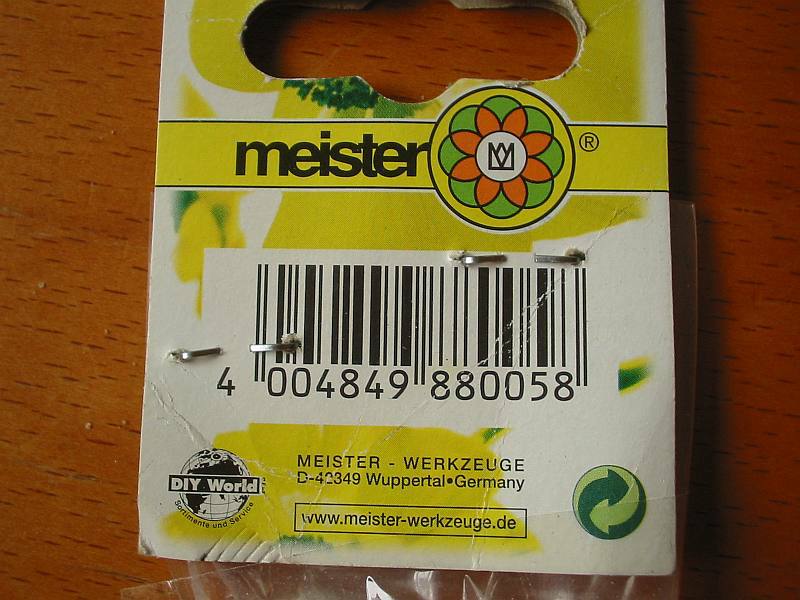 meister ®
4 004849 880058
DIY World
Sortimente und Service
MEISTER - WERKZEUGE
D-42349 Wuppertal•Germany
www.meister-werkzeuge.de